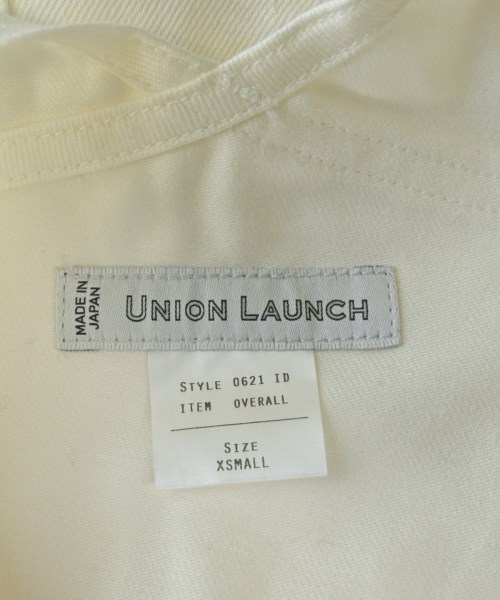 MADE IN
JAPAN
UNION LAUNCH
STYLE 0621 ID
ITEM OVERALL
SIZE
XSMALL